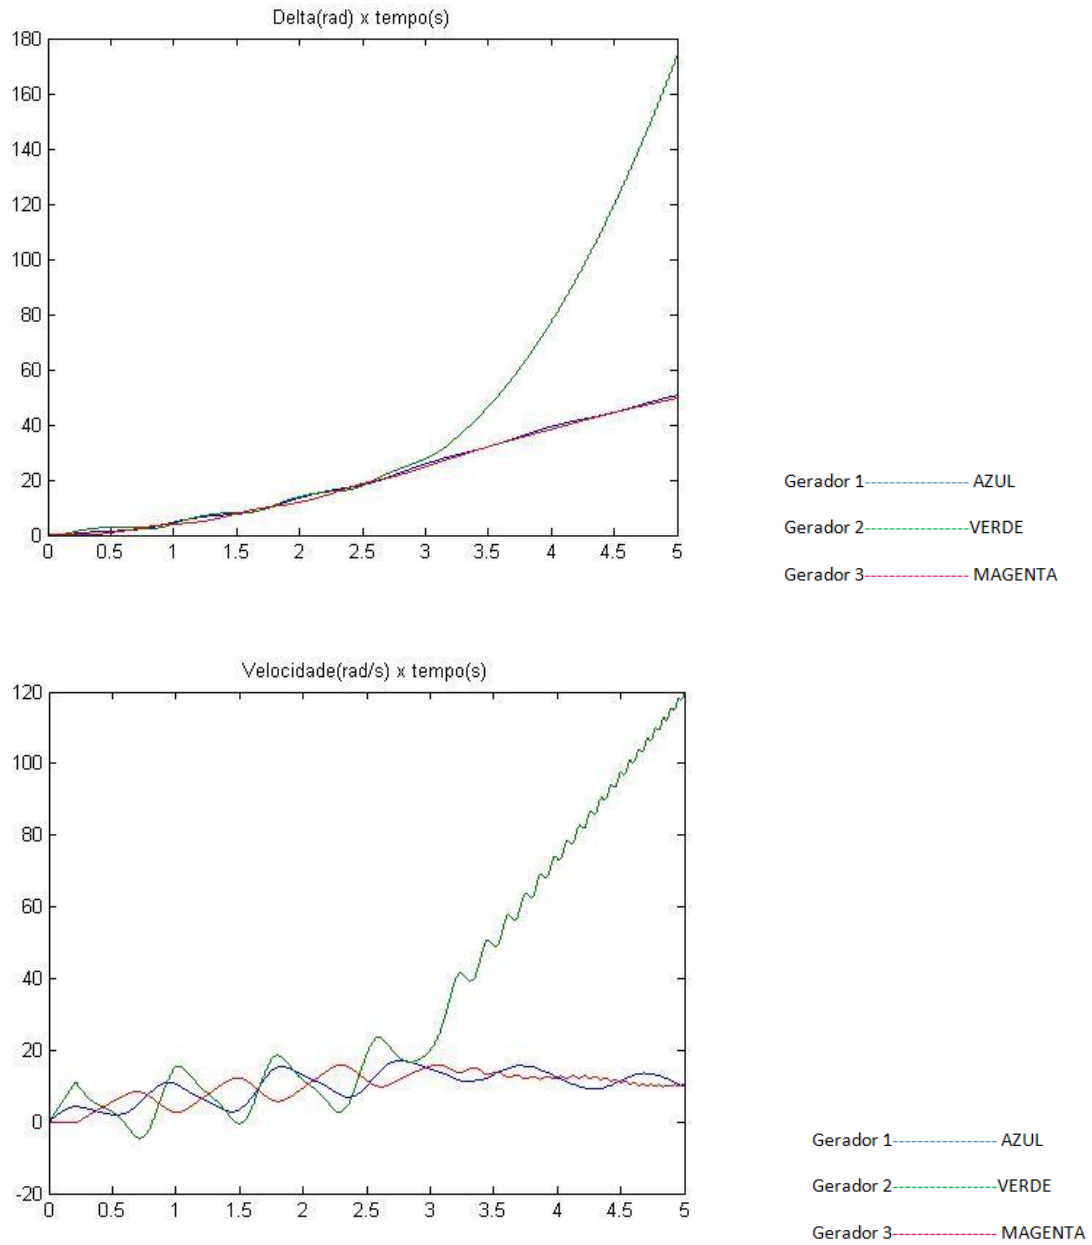 Delta(rad) x tempo(s)
180
160
140
120
100
80
60
40
20
0
0 0.5 1 1.5 2 2.5 3 3.5 4 4.5 5
Gerador 1---------------- AZUL
Gerador 2----------------VERDE
Gerador 3---------------- MAGENTA
Velocidade(rad/s) x tempo(s)
120
100
80
60
40
20
0
-20
0 0.5 1 1.5 2 2.5 3 3.5 4 4.5 5
Gerador 1---------------- AZUL
Gerador 2----------------VERDE
Gerador 3---------------- MAGENTA